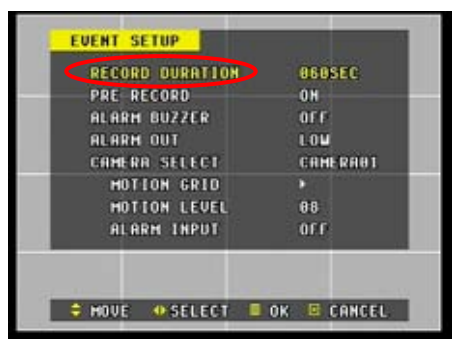 EVENT SETUP
RECORD DURATION 060SEC
PRE RECORD ON
ALARM BUZZER OFF
ALARM OUT LOW
CAMERA SELECT CAMERA01
MOTION GRID
MOTION LEVEL 08
ALARM INPUT OFF
MOVE SELECT OK CANCEL